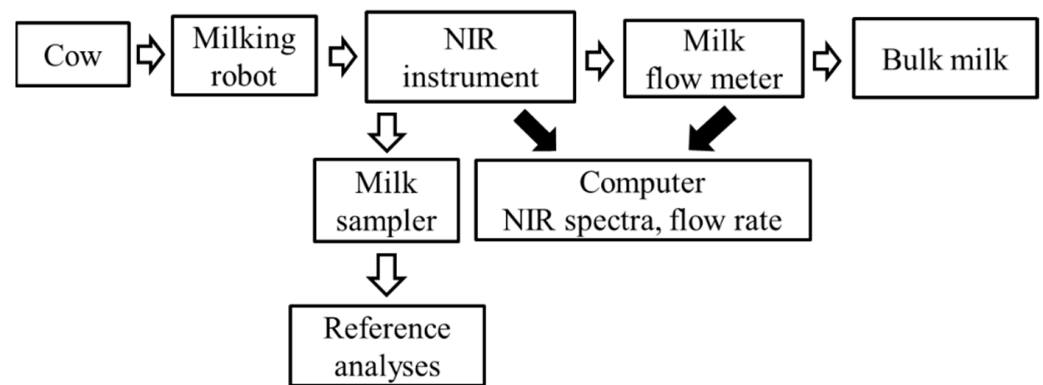 Cow
Milking
robot
NIR
instrument
Milk
flow meter
Bulk milk
Milk
sampler
Computer
NIR spectra, flow rate
Reference
analyses